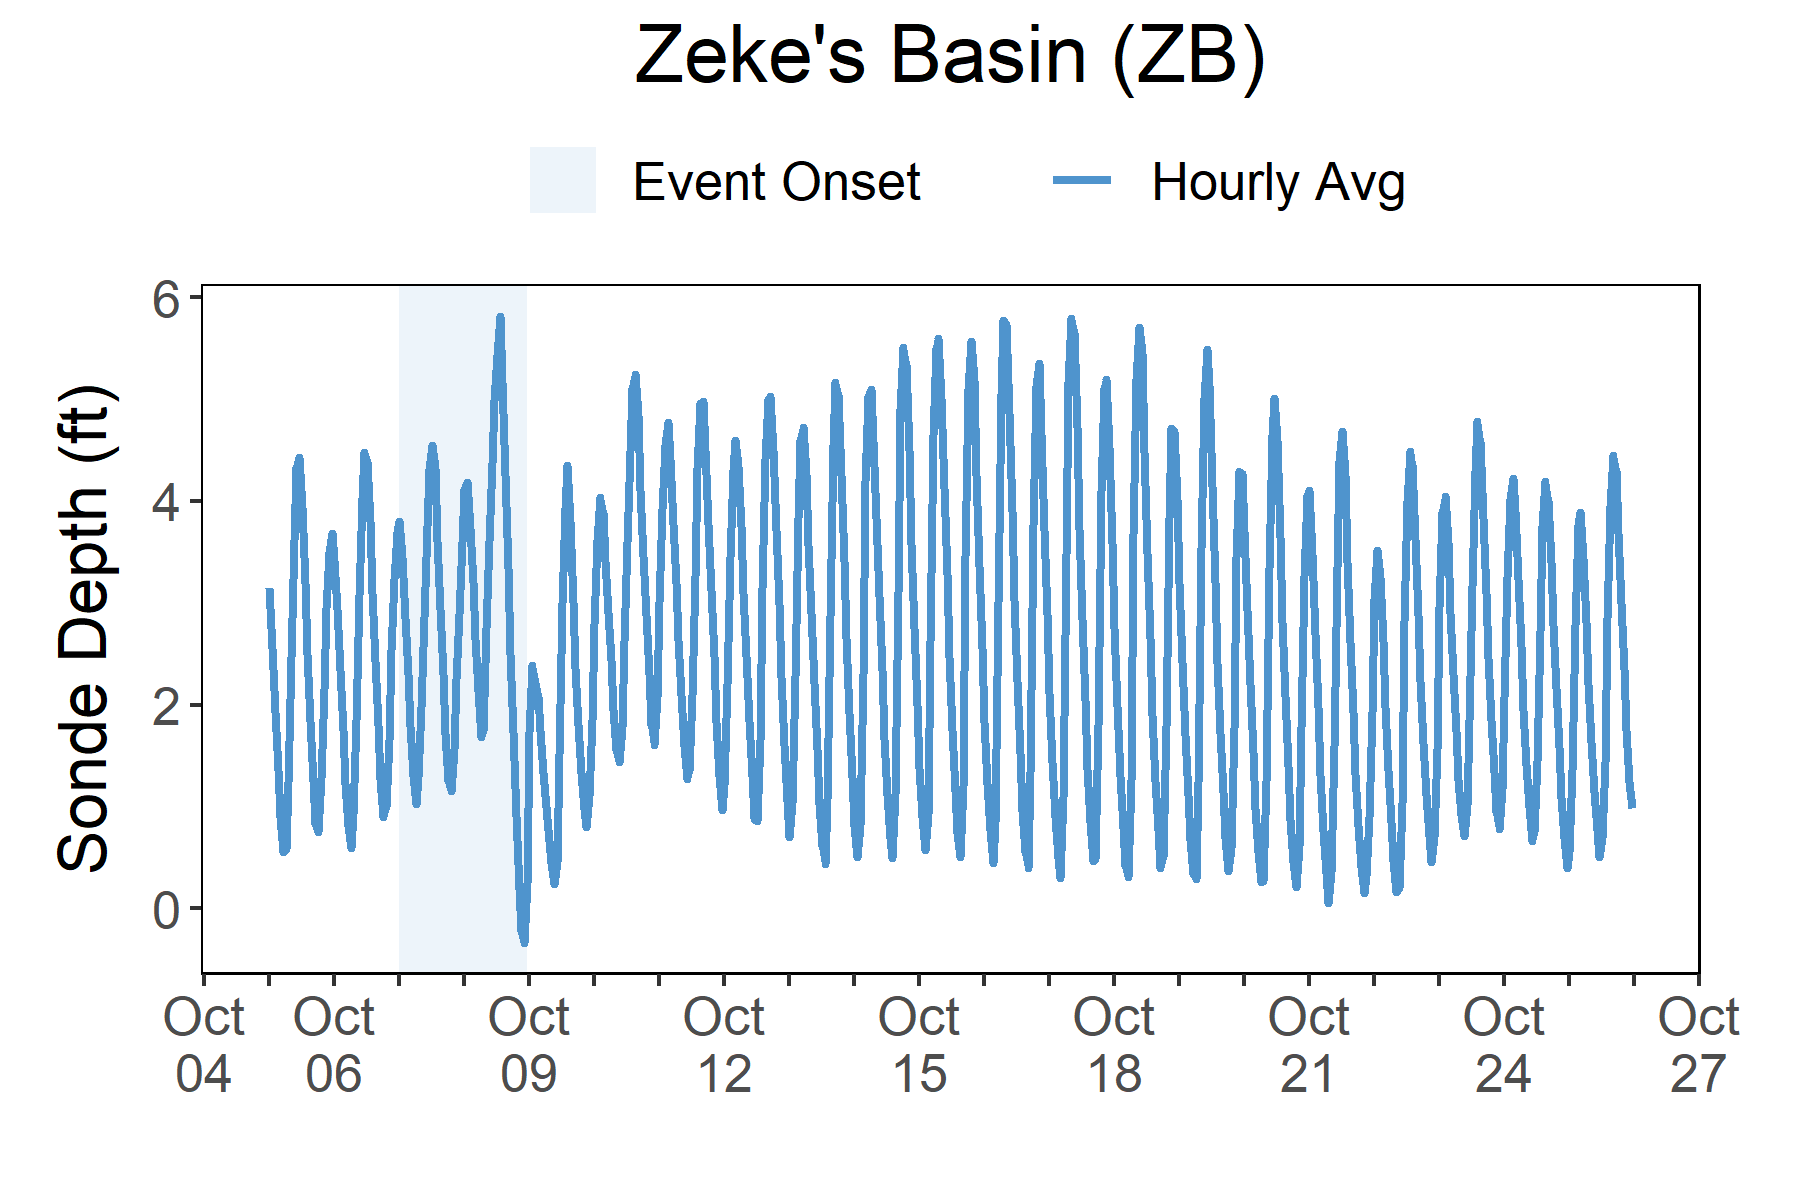 Zeke's Basin (ZB)
Event Onset
Hourly Avg
Sonde Depth (ft)
6
4
2
0
Oct 04
Oct 06
Oct 09
Oct 12
Oct 15
Oct 18
Oct 21
Oct 24
Oct 27